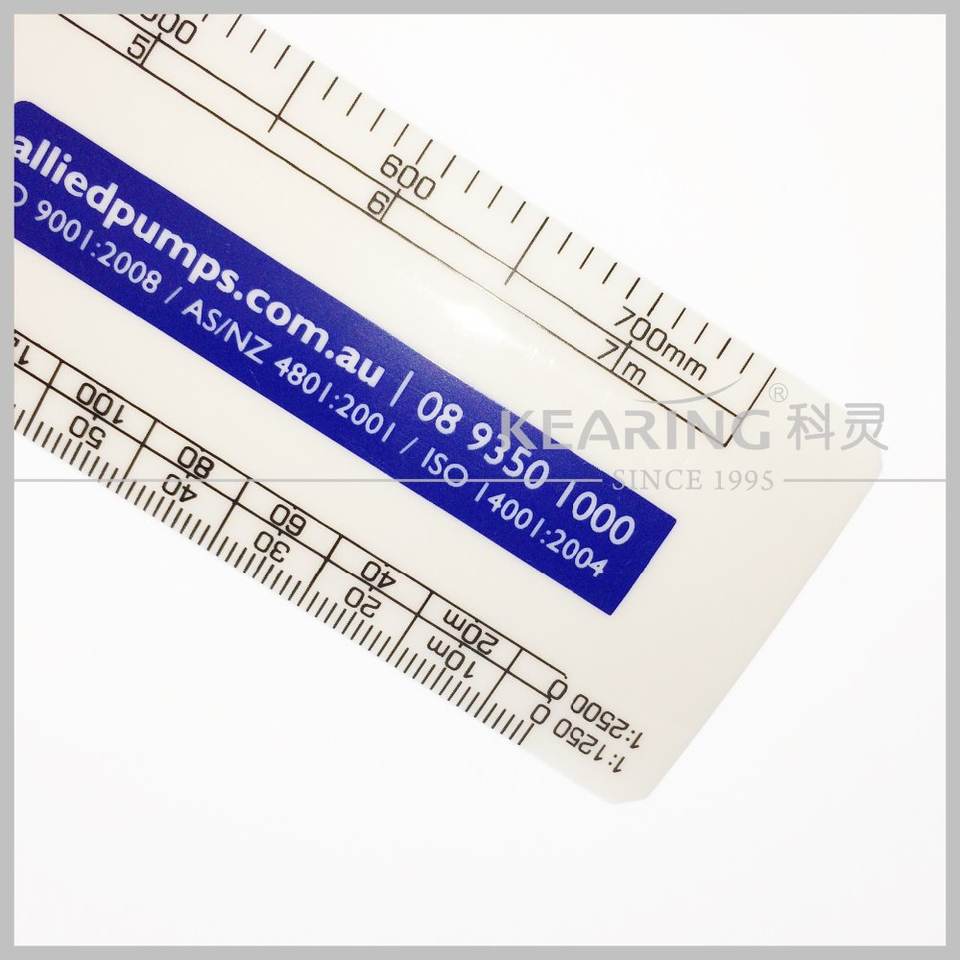 5
600
6
700mm
7 m
alliedpumps.com.au | 08 9350 1000
9001:2008 / AS/NZ 4801:2001 / ISO 14001:2004
KEARING® 科灵
SINCE 1995
100 80 60 40 20m 0 1:2500
50 40 30 20 10m 0 1:1250